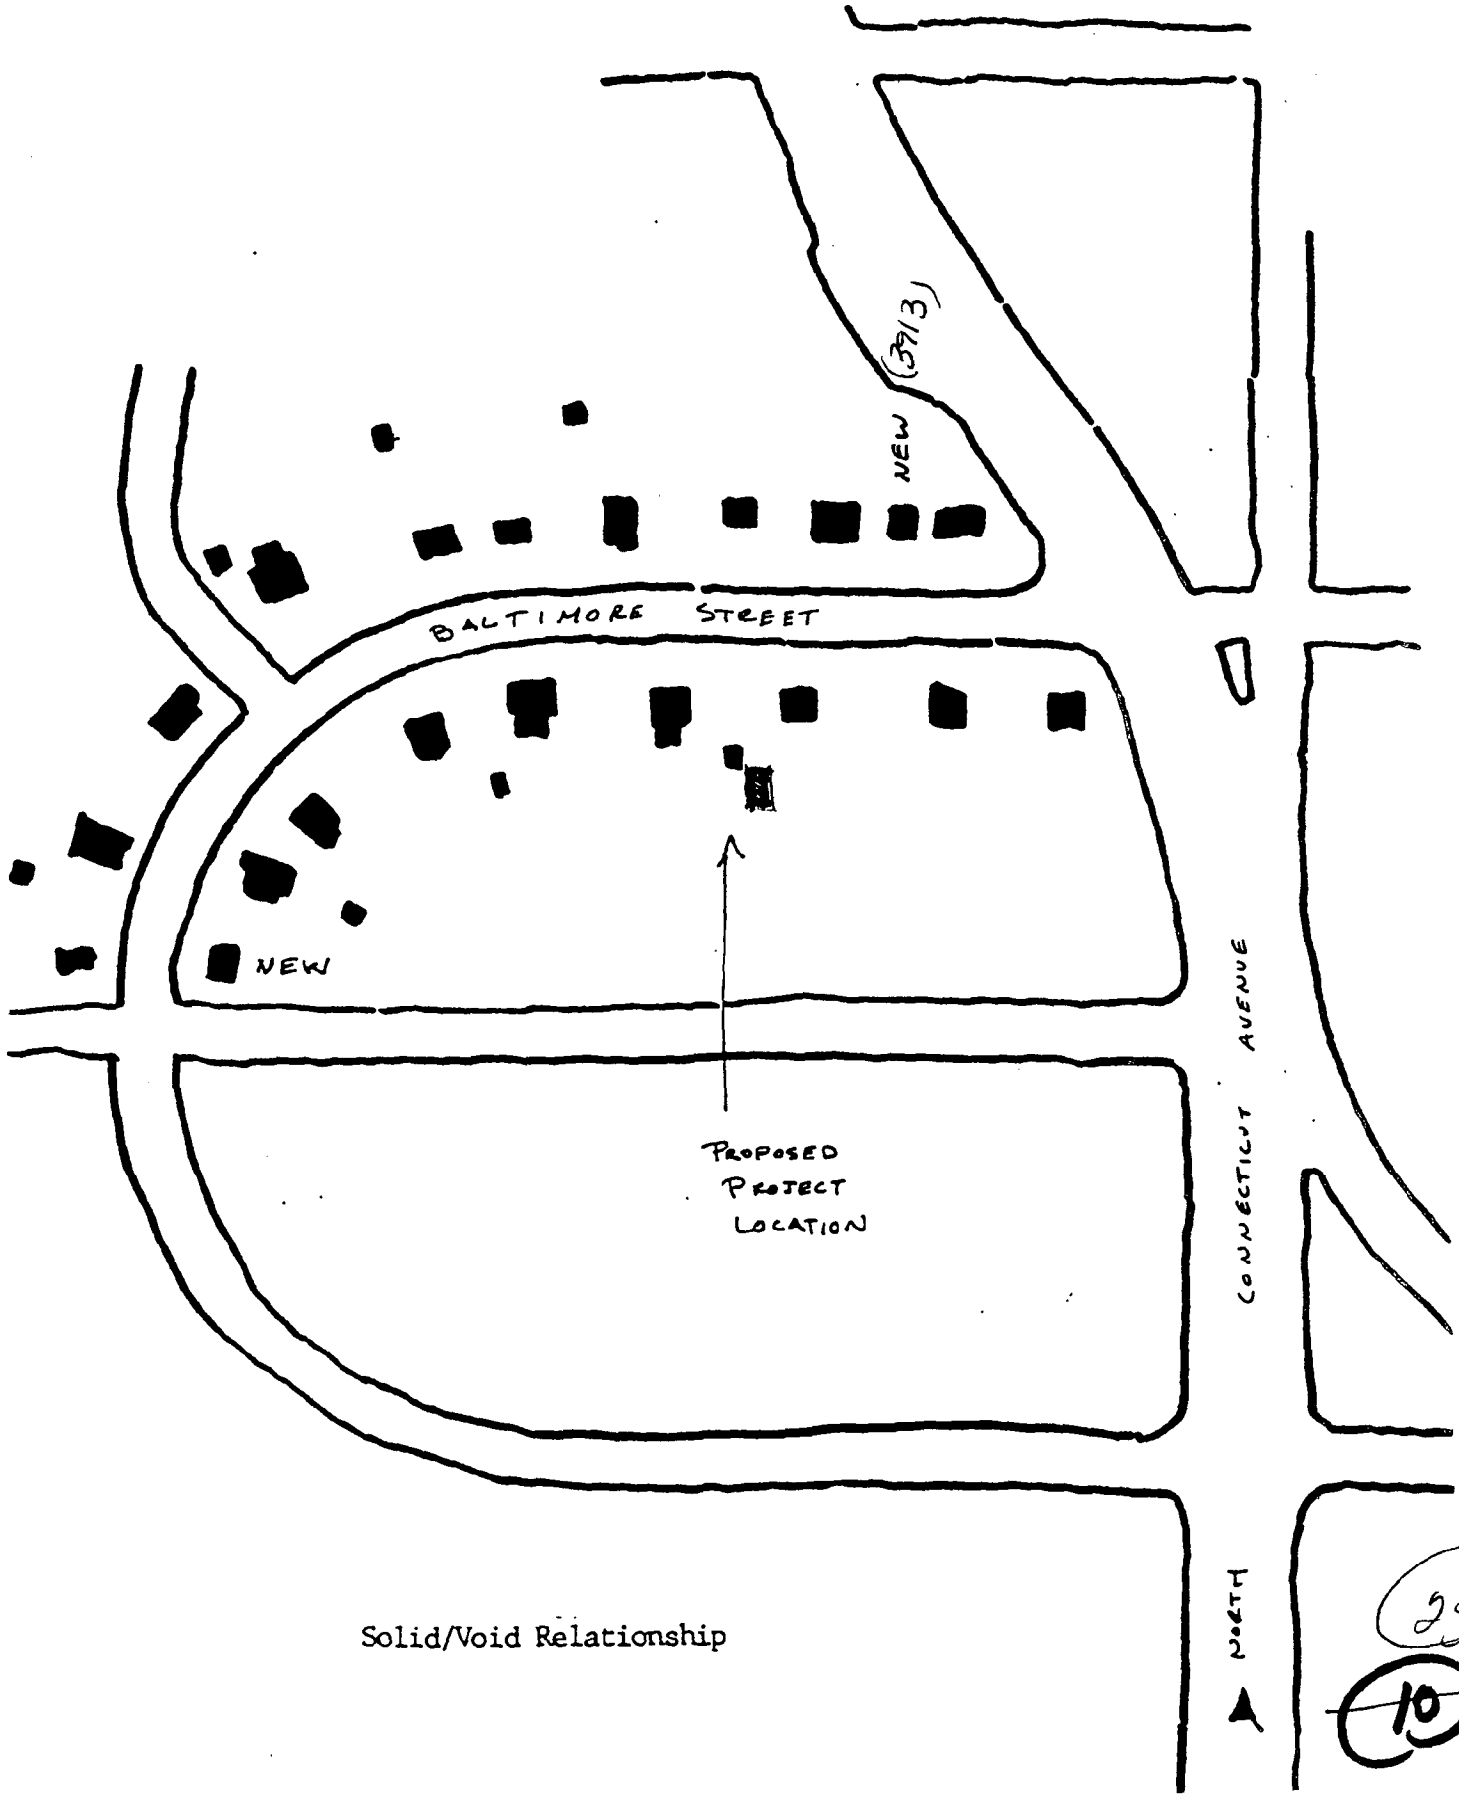 (3913)
NEW
BALTIMORE STREET
NEW
CONNECTICUT AVENUE
PROPOSED
PROJECT
LOCATION
NORTH
Solid/Void Relationship
10